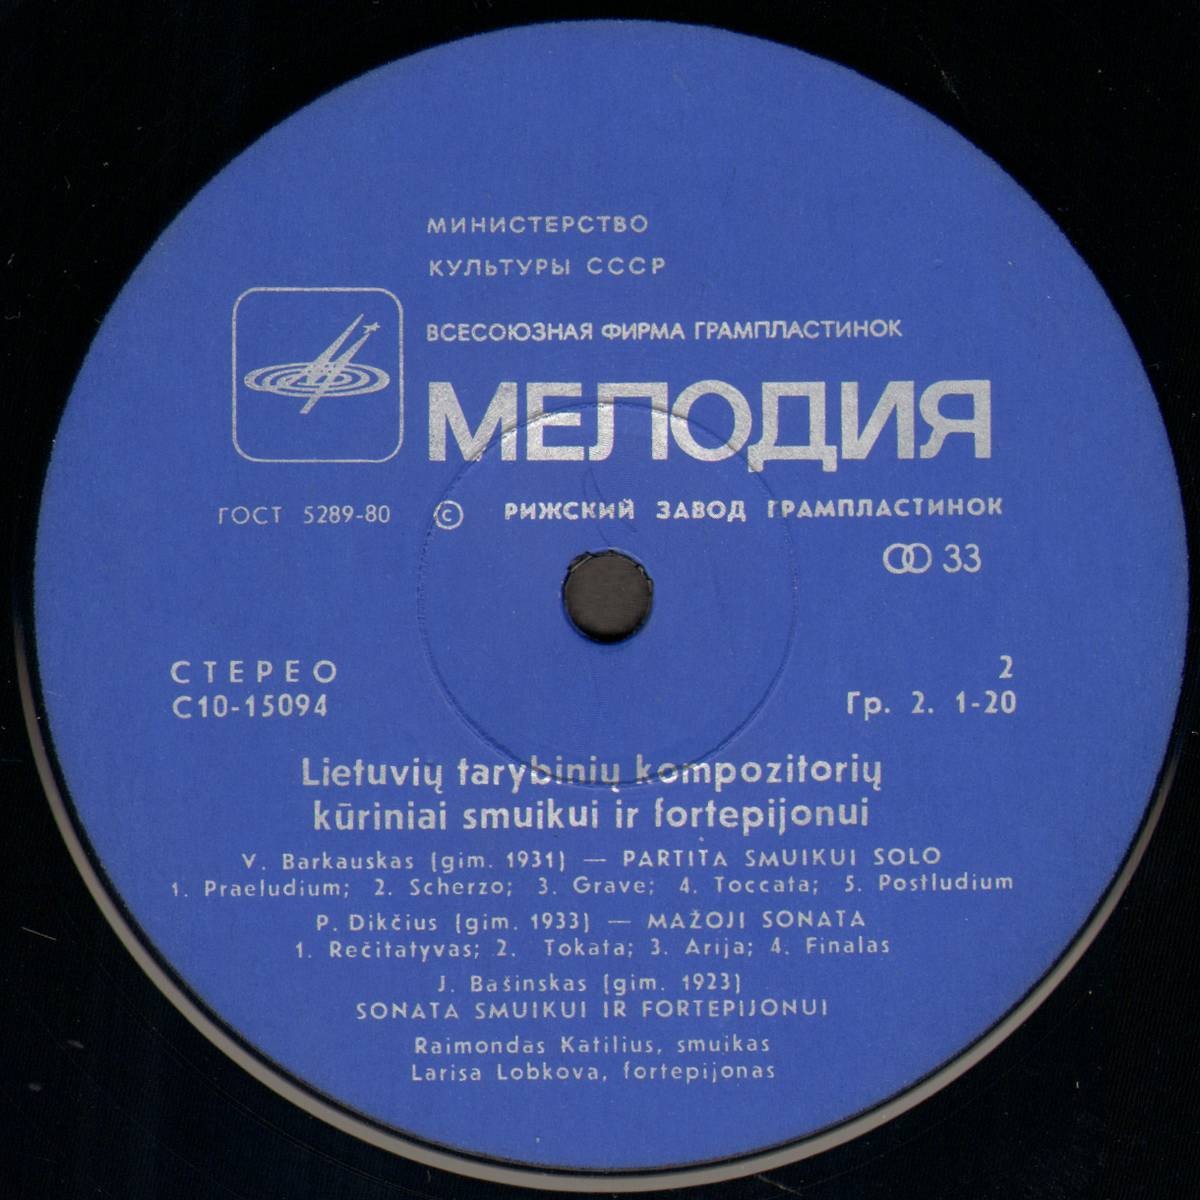 МИНИСТЕРСТВО
КУЛЬТУРЫ СССР
ВСЕСОЮЗНАЯ ФИРМА ГРАМПЛАСТИНОК
МЕЛОДИЯ
ГОСТ 5289-80 © РИЖСКИЙ ЗАВОД ГРАМПЛАСТИНОК
33
СТЕРЕО 2
С10-15094 Гр. 2. 1-20
Lietuvių tarybinių kompozitorių
kūriniai smuikui ir fortepijonui
V. Barkauskas (gim. 1931) — PARTITA SMUIKUI SOLO
1. Praeludium; 2. Scherzo; 3. Grave; 4. Toccata; 5. Postludium
P. Dikčius (gim. 1933) — MAŽOJI SONATA
1. Rečitatyvas; 2. Tokata; 3. Arija; 4. Finalas
J. Bašinskas (gim. 1923)
SONATA SMUIKUI IR FORTEPIJONUI
Raimondas Katilius, smuikas
Larisa Lobkova, fortepijonas